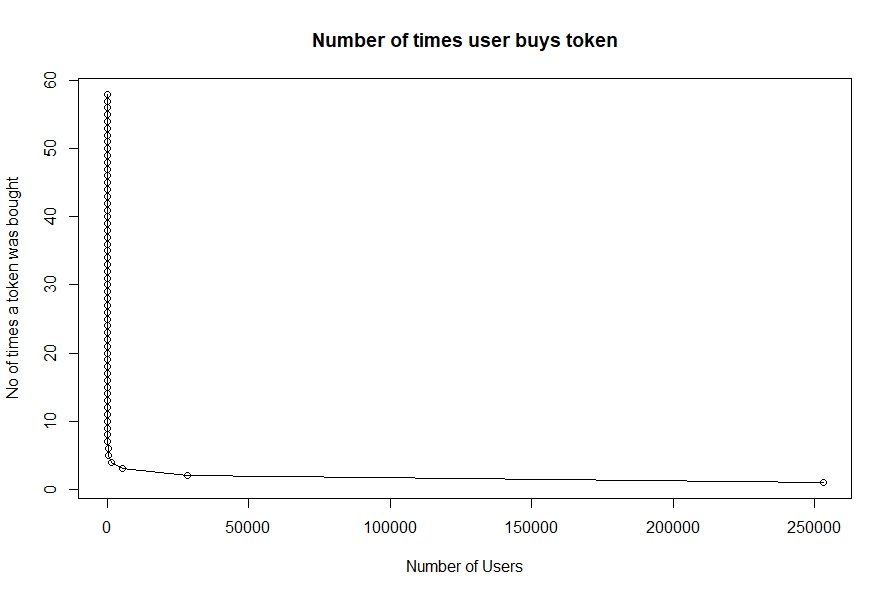 Number of times user buys token
No of times a token was bought
60
50
40
30
20
10
0
0 50000 100000 150000 200000 250000
Number of Users